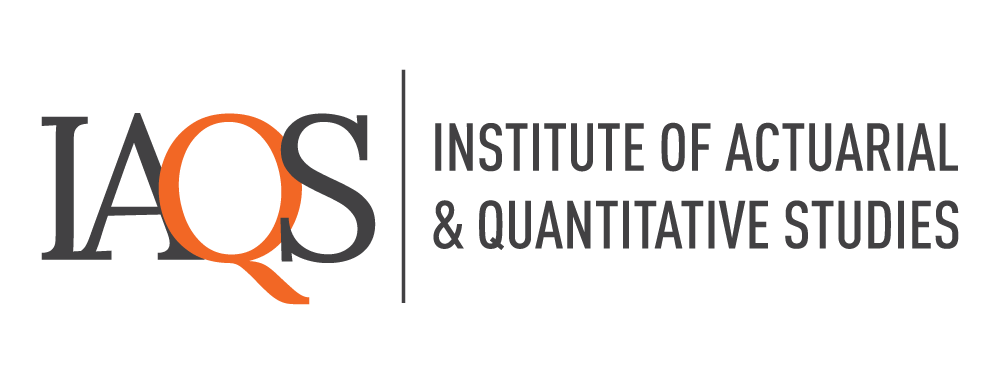 IAQS
INSTITUTE OF ACTUARIAL
& QUANTITATIVE STUDIES